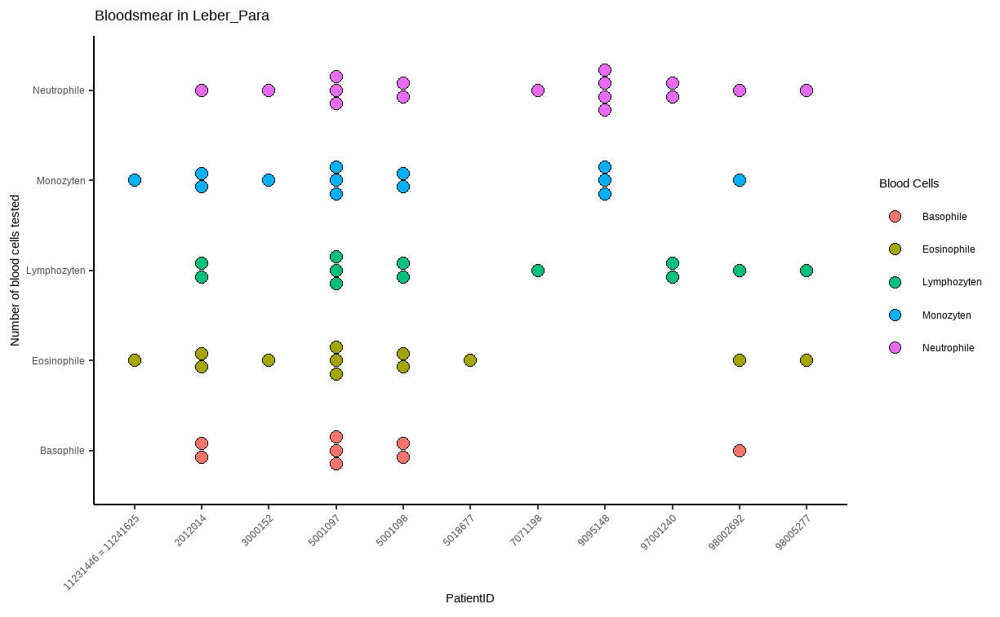 Bloodsmear in Leber_Para
Neutrophile
Monozyten
Lymphozyten
Eosinophile
Basophile
Number of blood cells tested
11231446 = 11241625
2012014
3000152
5001097
5001098
5018677
7071198
9095148
97001240
98002692
98005277
PatientID
Blood Cells
Basophile
Eosinophile
Lymphozyten
Monozyten
Neutrophile